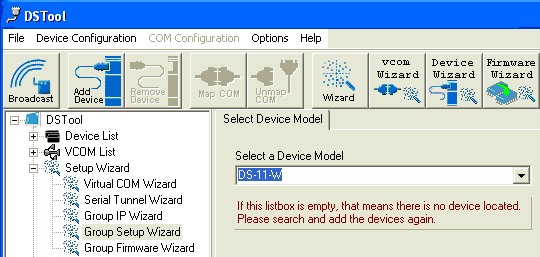 DSTool
File Device Configuration COM Configuration Options Help
Broadcast Add Device Remove Device Map COM Unmap COM Wizard vcom Wizard Device Wizard Firmware Wizard
DSTool
Device List
VCOM List
Setup Wizard
Virtual COM Wizard
Serial Tunnel Wizard
Group IP Wizard
Group Setup Wizard
Group Firmware Wizard
Select Device Model
Select a Device Model
DS-11-W
If this listbox is empty, that means there is no device located.
Please search and add the devices again.